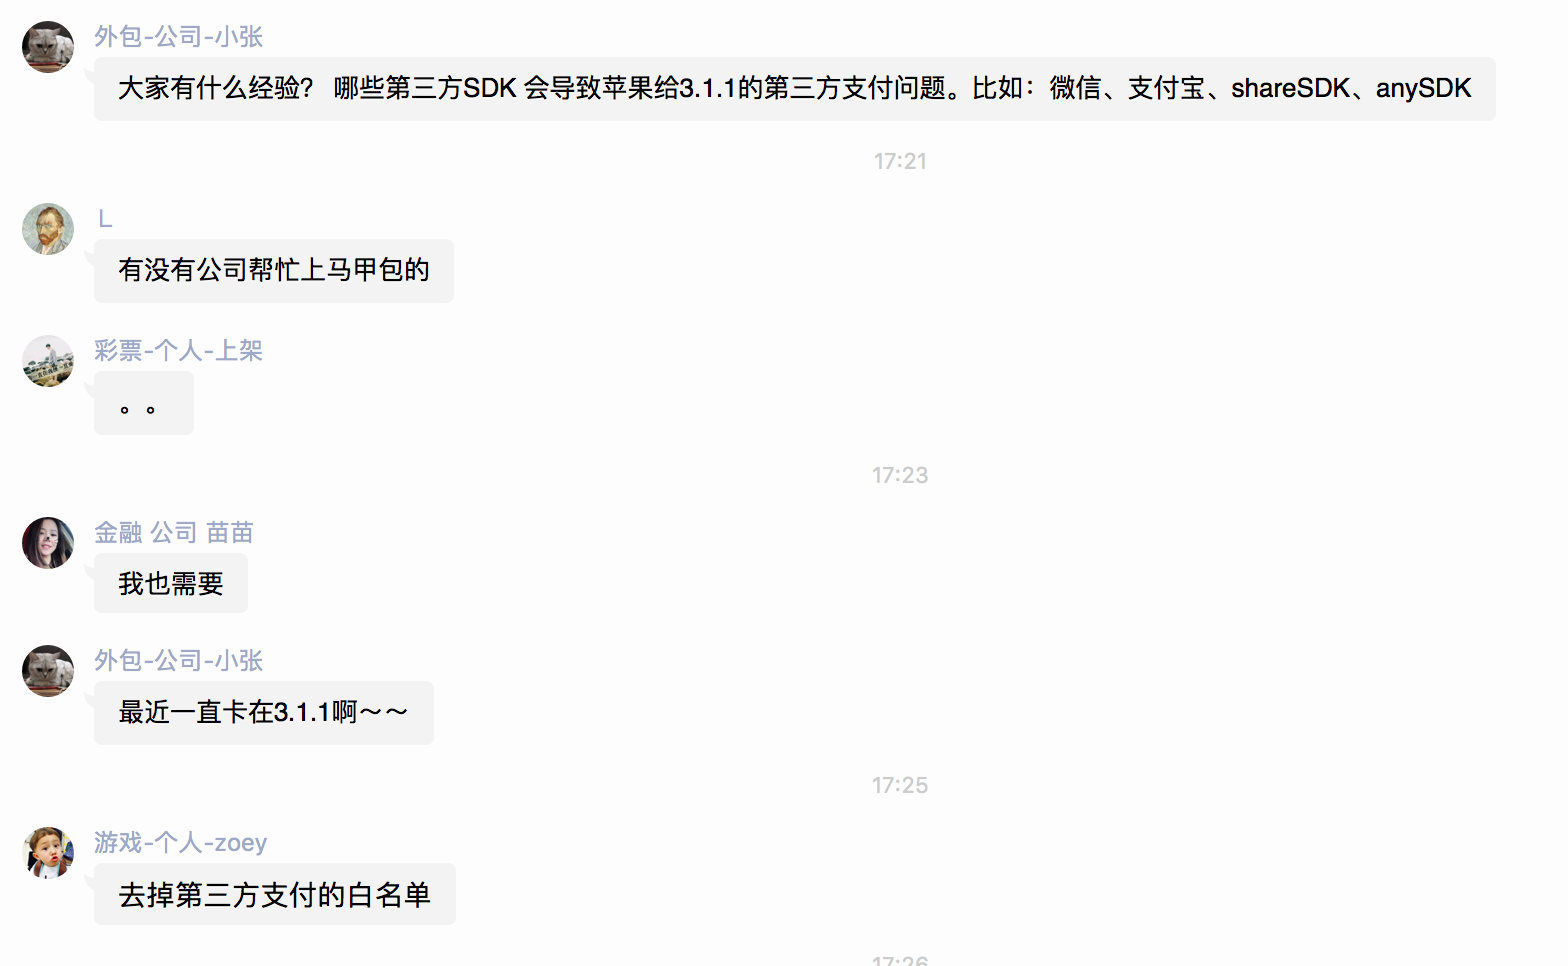 外包-公司-小张
大家有什么经验？ 哪些第三方SDK 会导致苹果给3.1.1的第三方支付问题。比如：微信、支付宝、shareSDK、anySDK
17:21
L
有没有公司帮忙上马甲包的
彩票-个人-上架
。。
17:23
金融 公司 苗苗
我也需要
外包-公司-小张
最近一直卡在3.1.1啊～～
17:25
游戏-个人-zoey
去掉第三方支付的白名单
17:26